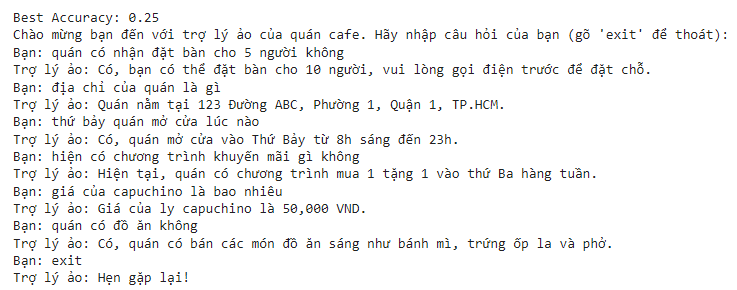 Best Accuracy: 0.25
Chào mừng bạn đến với trợ lý ảo của quán cafe. Hãy nhập câu hỏi của bạn (gõ 'exit' để thoát):
Bạn: quán có nhận đặt bàn cho 5 người không
Trợ lý ảo: Có, bạn có thể đặt bàn cho 10 người, vui lòng gọi điện trước để đặt chỗ.
Bạn: địa chỉ của quán là gì
Trợ lý ảo: Quán nằm tại 123 Đường ABC, Phường 1, Quận 1, TP.HCM.
Bạn: thứ bảy quán mở cửa lúc nào
Trợ lý ảo: Có, quán mở cửa vào Thứ Bảy từ 8h sáng đến 23h.
Bạn: hiện có chương trình khuyến mãi gì không
Trợ lý ảo: Hiện tại, quán có chương trình mua 1 tặng 1 vào thứ Ba hàng tuần.
Bạn: giá của capuchino là bao nhiêu
Trợ lý ảo: Giá của ly capuchino là 50,000 VND.
Bạn: quán có đồ ăn không
Trợ lý ảo: Có, quán có bán các món đồ ăn sáng như bánh mì, trứng ốp la và phở.
Bạn: exit
Trợ lý ảo: Hẹn gặp lại!